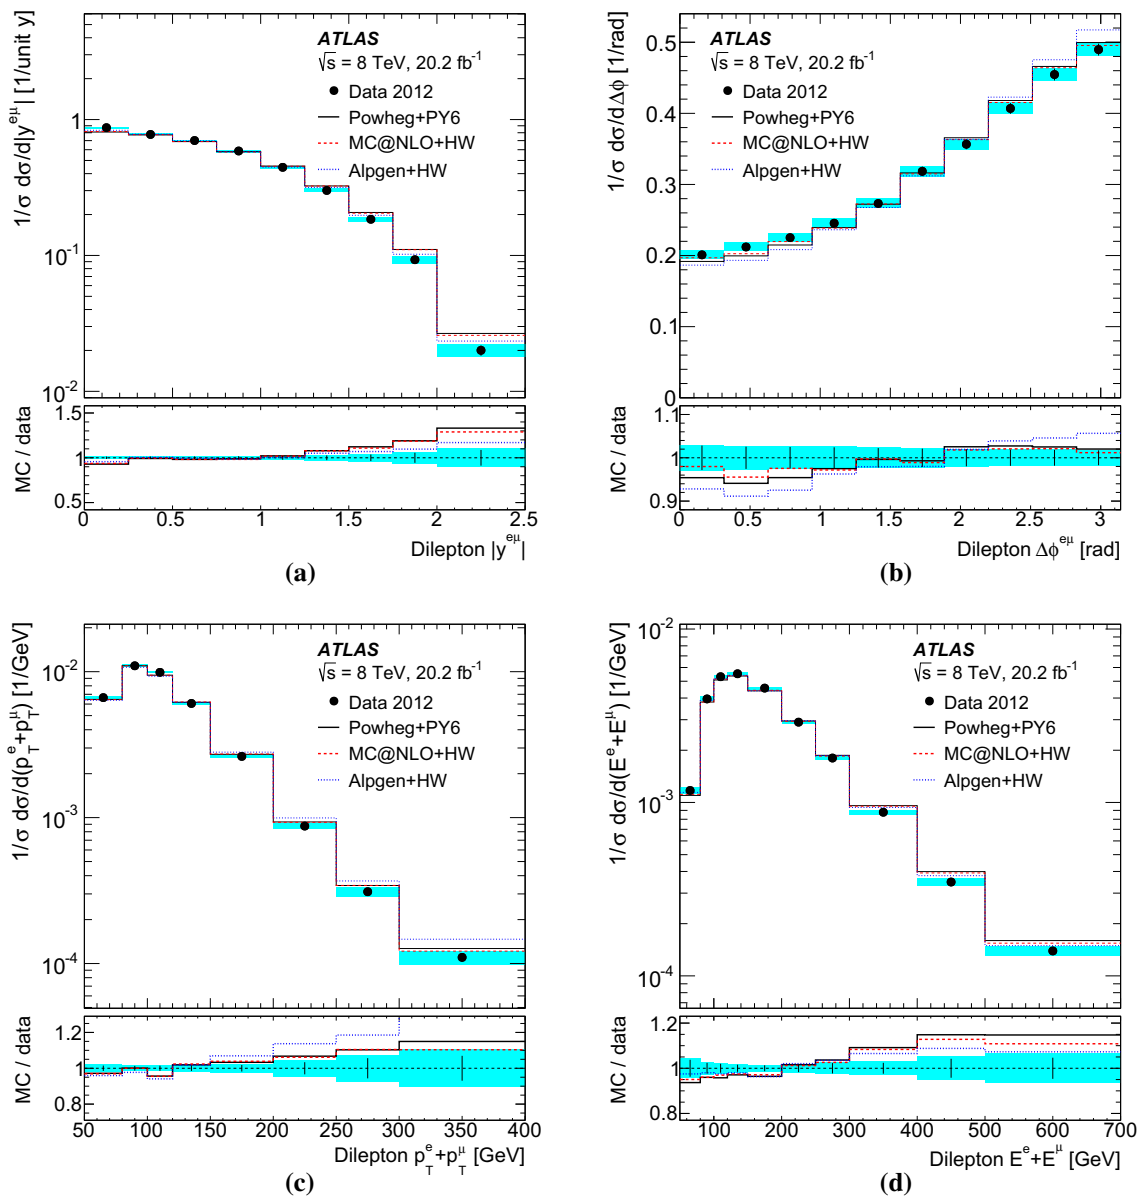 1/σ dσ/d|y^eμ| [1/unit y]
ATLAS
√s = 8 TeV, 20.2 fb⁻¹
Data 2012
Powheg+PY6
MC@NLO+HW
Alpgen+HW
1
10⁻¹
10⁻²
MC / data
1.5
1
0.5
0 0.5 1 1.5 2 2.5
Dilepton |y^eμ|
(a)
1/σ dσ/dΔϕ [1/rad]
ATLAS
√s = 8 TeV, 20.2 fb⁻¹
Data 2012
Powheg+PY6
MC@NLO+HW
Alpgen+HW
0.5
0.4
0.3
0.2
0.1
0
MC / data
1.1
1
0.9
0 0.5 1 1.5 2 2.5 3
Dilepton Δϕ^eμ [rad]
(b)
1/σ dσ/d(p_T^e+p_T^μ) [1/GeV]
ATLAS
√s = 8 TeV, 20.2 fb⁻¹
Data 2012
Powheg+PY6
MC@NLO+HW
Alpgen+HW
10⁻²
10⁻³
10⁻⁴
MC / data
1.2
1
0.8
50 100 150 200 250 300 350 400
Dilepton p_T^e+p_T^μ [GeV]
(c)
1/σ dσ/d(E^e+E^μ) [1/GeV]
ATLAS
√s = 8 TeV, 20.2 fb⁻¹
Data 2012
Powheg+PY6
MC@NLO+HW
Alpgen+HW
10⁻²
10⁻³
10⁻⁴
MC / data
1.2
1
0.8
100 200 300 400 500 600 700
Dilepton E^e+E^μ [GeV]
(d)